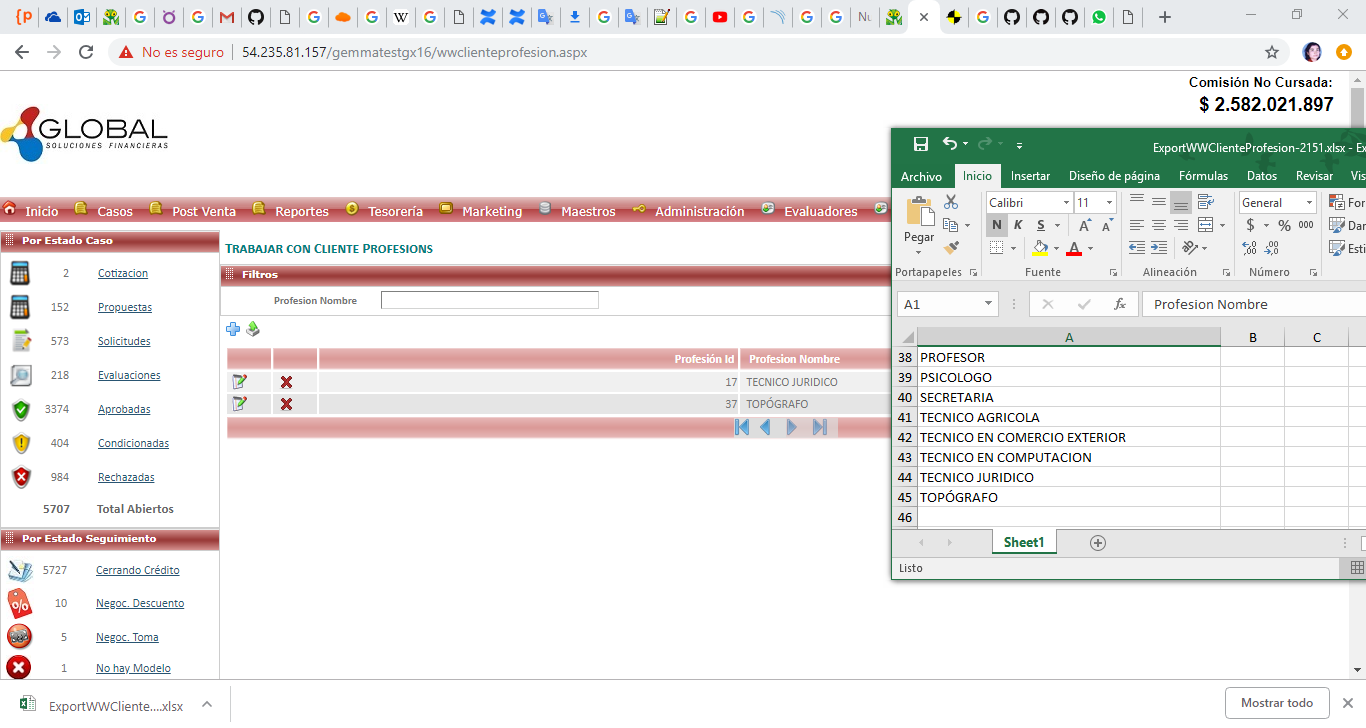 No es seguro
54.235.81.157/gemmatestgx16/wwclienteprofesion.aspx
Comisión No Cursada:
$ 2.582.021.897
GLOBAL
SOLUCIONES FINANCIERAS
Inicio Casos Post Venta Reportes Tesorería Marketing Maestros Administración Evaluadores
Por Estado Caso
2 Cotizacion
152 Propuestas
573 Solicitudes
218 Evaluaciones
3374 Aprobadas
404 Condicionadas
984 Rechazadas
5707 Total Abiertos
Por Estado Seguimiento
5727 Cerrando Crédito
10 Negoc. Descuento
5 Negoc. Toma
1 No hay Modelo
Trabajar con Cliente Profesions
Filtros
Profesion Nombre
Profesión Id Profesion Nombre
17 TECNICO JURIDICO
37 TOPÓGRAFO
ExportWWClienteProfesion-2151.xlsx - Ex
Archivo Inicio Insertar Diseño de página Fórmulas Datos Revisar Vis
Pegar
Calibri 11
N K S
General
$ % 000
For
Dar
Esti
Portapapeles Fuente Alineación Número
A1 fx Profesion Nombre
A B C
38 PROFESOR
39 PSICOLOGO
40 SECRETARIA
41 TECNICO AGRICOLA
42 TECNICO EN COMERCIO EXTERIOR
43 TECNICO EN COMPUTACION
44 TECNICO JURIDICO
45 TOPÓGRAFO
46
Sheet1
Listo
ExportWWCliente....xlsx
Mostrar todo